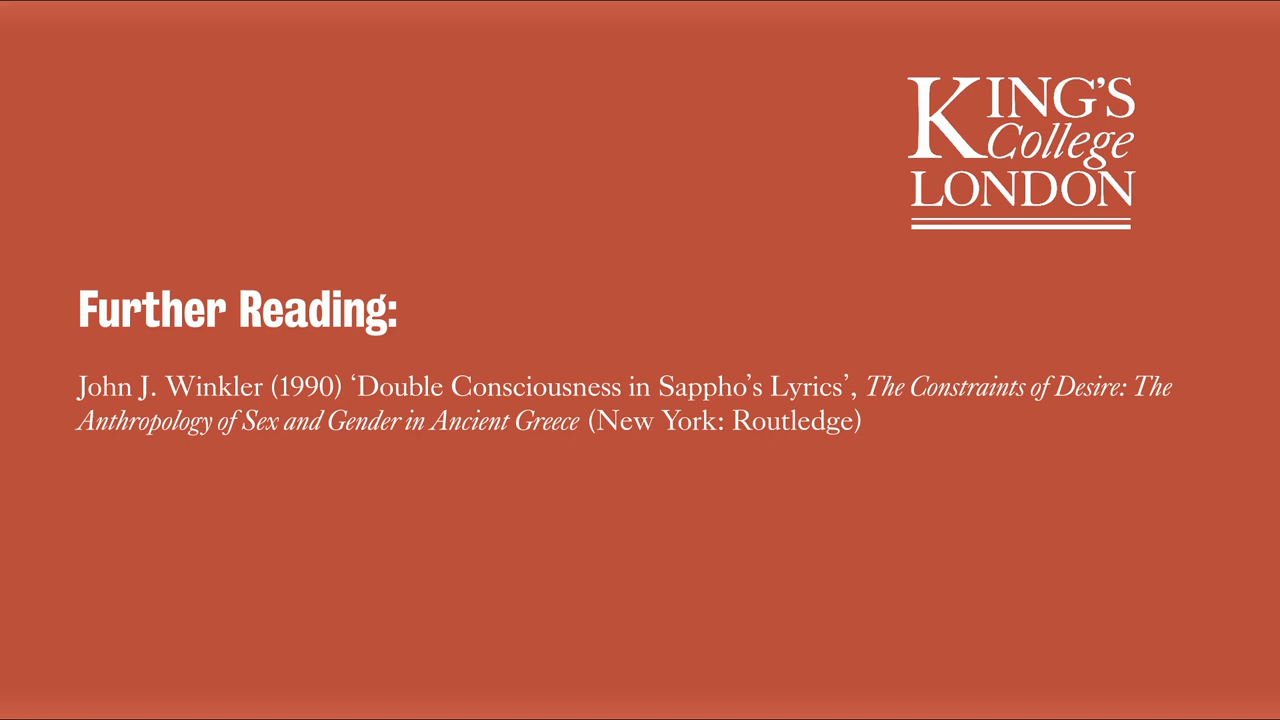 KING'S
College
LONDON
Further Reading:
John J. Winkler (1990) ‘Double Consciousness in Sappho’s Lyrics’, The Constraints of Desire: The
Anthropology of Sex and Gender in Ancient Greece (New York: Routledge)